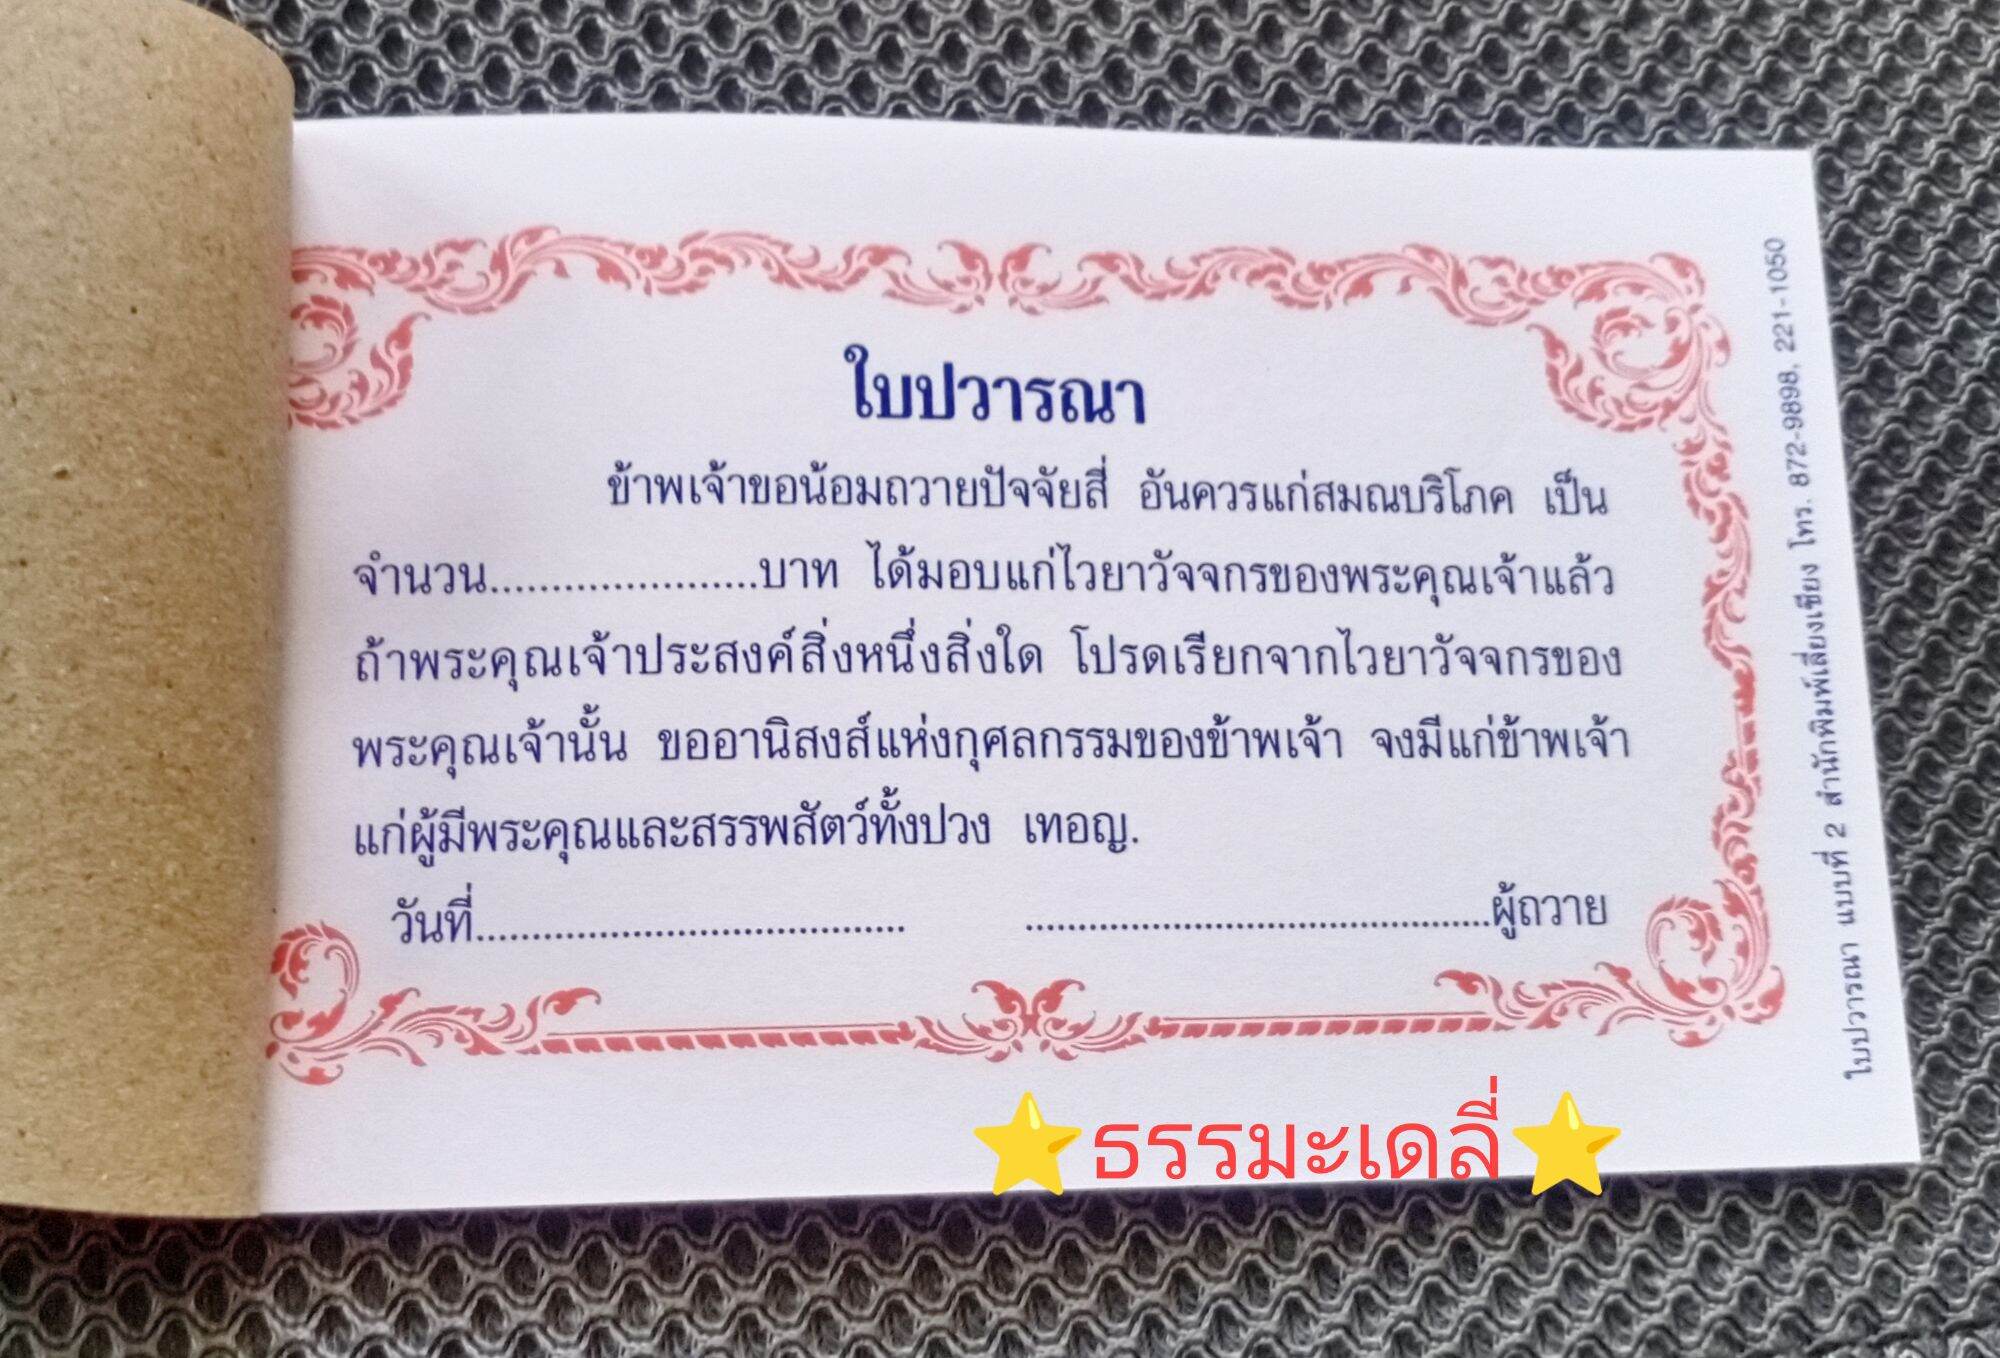 ใบปวารณา
ข้าพเจ้าขอน้อมถวายปัจจัยสี่ อันควรแก่สมณบริโภค เป็น
จำนวน......................บาท ได้มอบแก่ไวยาวัจจกรของพระคุณเจ้าแล้ว
ถ้าพระคุณเจ้าประสงค์สิ่งหนึ่งสิ่งใด โปรดเรียกจากไวยาวัจจกรของ
พระคุณเจ้านั้น ขออานิสงส์แห่งกุศลกรรมของข้าพเจ้า จงมีแก่ข้าพเจ้า
แก่ผู้มีพระคุณและสรรพสัตว์ทั้งปวง เทอญ.
วันที่...................................... ..........................................ผู้ถวาย
ใบปวารณา แบบที่ 2 สำนักพิมพ์เลี่ยงเชียง โทร. 872-9898, 221-1050
⭐ธรรมะเดลี่⭐